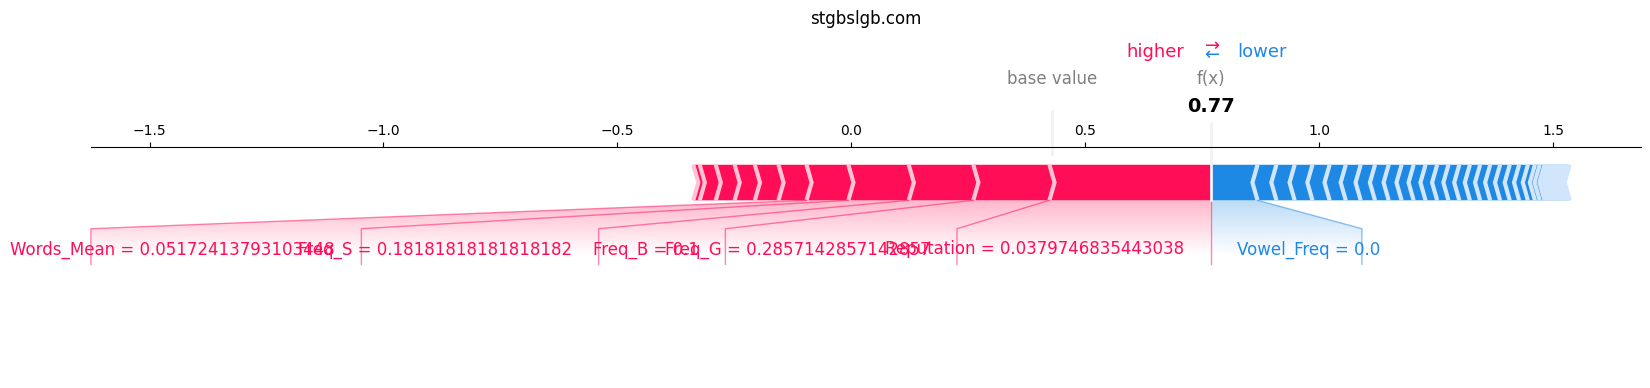 stgbslgb.com
higher → ← lower
base value f(x)
0.77
−1.5 −1.0 −0.5 0.0 0.5 1.0 1.5
Words_Mean = 0.05172413793103448 Freq_S = 0.18181818181818182 Freq_B = 0.1 Freq_G = 0.2857142857142857 Reputation = 0.0379746835443038 Vowel_Freq = 0.0